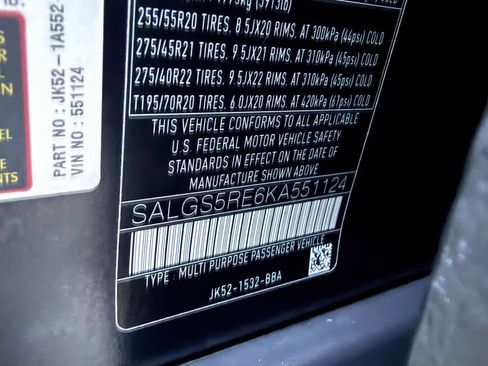 255/55R20 TIRES. 8.5JX20 RIMS. AT 300kPa (44psi) COLD
275/45R21 TIRES. 9.5JX21 RIMS. AT 310kPa (45psi) COLD
275/40R22 TIRES. 9.5JX22 RIMS. AT 310kPa (45psi) COLD
T195/70R20 TIRES. 6.0JX20 RIMS. AT 420kPa (61psi) COLD
THIS VEHICLE CONFORMS TO ALL APPLICABLE
U.S. FEDERAL MOTOR VEHICLE SAFETY
STANDARDS IN EFFECT ON THE DATE OF
MANUFACTURE SHOWN ABOVE.
SALGS5RE6KA551124
TYPE : MULTI PURPOSE PASSENGER VEHICLE
JK52-1532-BBA
PART NO : JK52-1A552
VIN NO : 551124